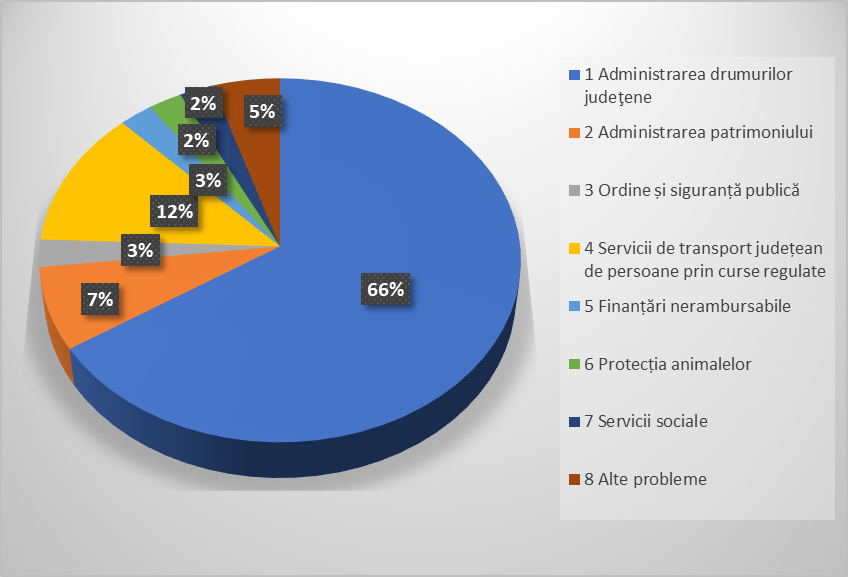 2%
5%
2%
3%
12%
3%
7%
66%
1 Administrarea drumurilor
județene
2 Administrarea patrimoniului
3 Ordine și siguranță publică
4 Servicii de transport județean
de persoane prin curse regulate
5 Finanțări nerambursabile
6 Protecția animalelor
7 Servicii sociale
8 Alte probleme